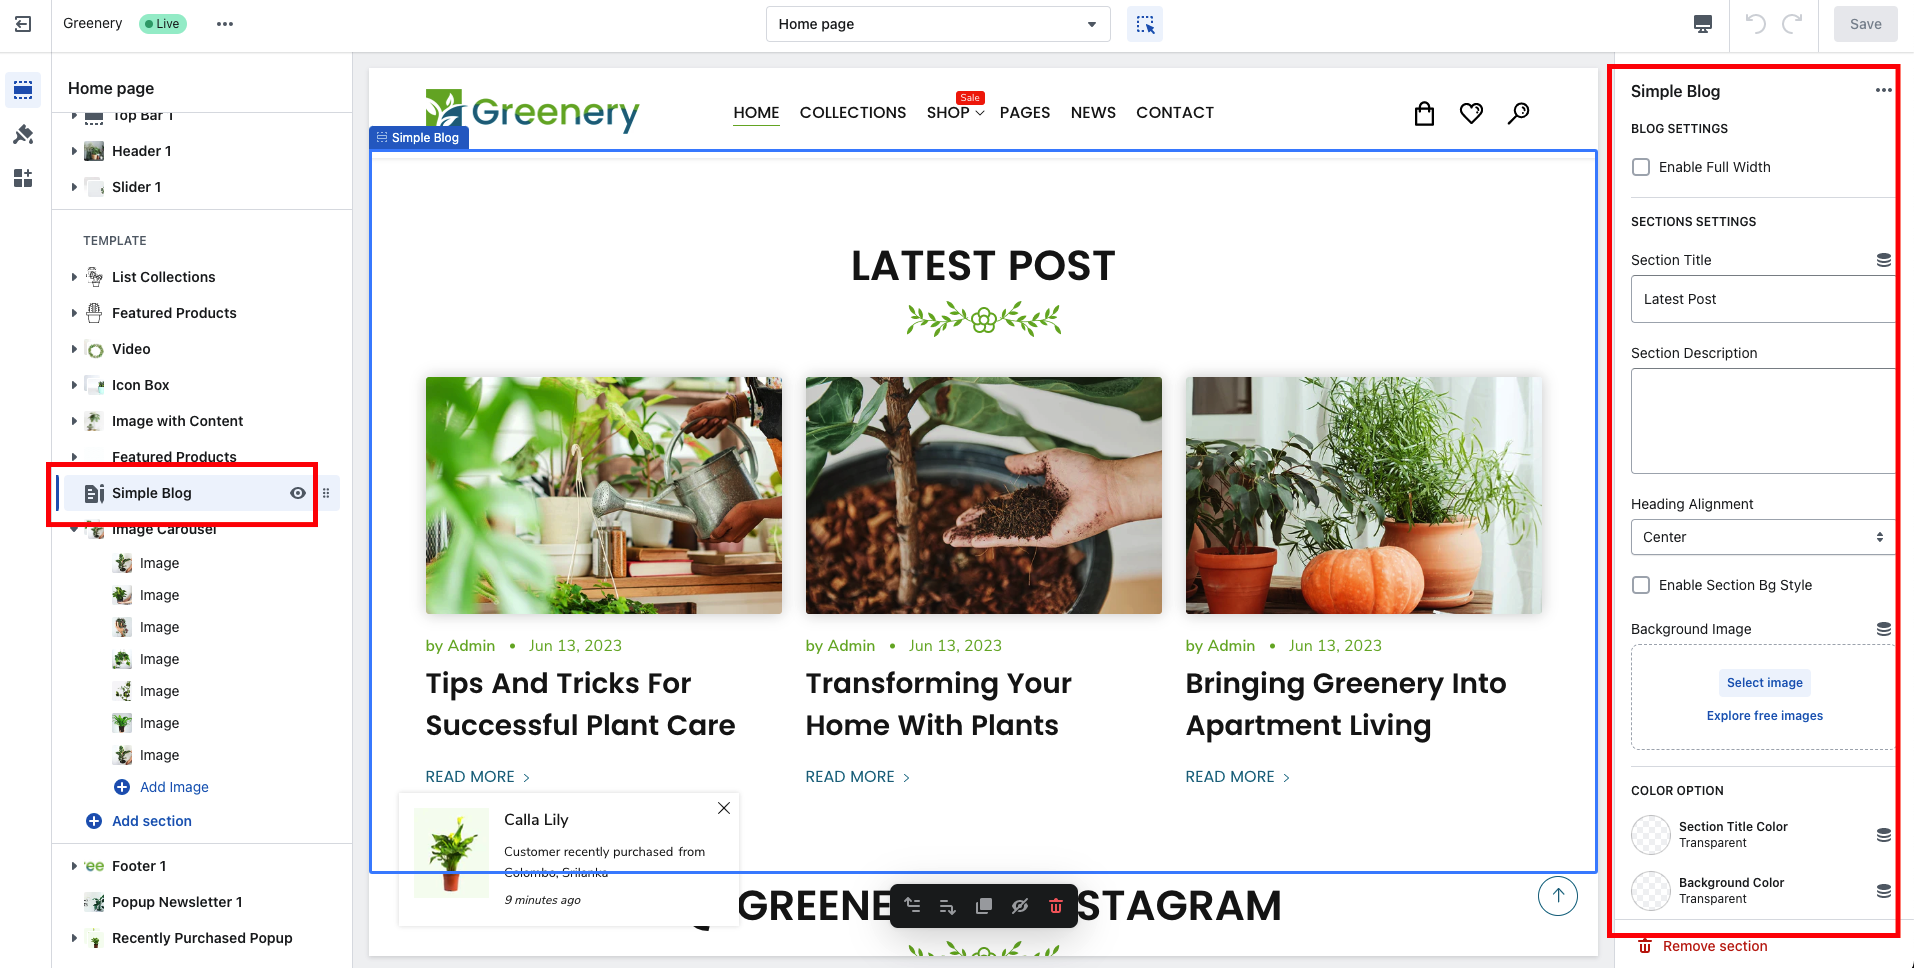 Greenery
Live
Home page
Save
Home page
Top Bar 1
Header 1
Slider 1
TEMPLATE
List Collections
Featured Products
Video
Icon Box
Image with Content
Featured Products
Simple Blog
Image Carousel
Image
Image
Image
Image
Image
Image
Image
Add Image
Add section
Footer 1
Popup Newsletter 1
Recently Purchased Popup
Greenery
HOME
COLLECTIONS
SHOP
Sale
PAGES
NEWS
CONTACT
Simple Blog
LATEST POST
by Admin • Jun 13, 2023
Tips And Tricks For
Successful Plant Care
READ MORE
by Admin • Jun 13, 2023
Transforming Your
Home With Plants
READ MORE
by Admin • Jun 13, 2023
Bringing Greenery Into
Apartment Living
READ MORE
Calla Lily
Customer recently purchased from
Colombo, Srilanka
9 minutes ago
GREENE
STAGRAM
Simple Blog
BLOG SETTINGS
Enable Full Width
SECTIONS SETTINGS
Section Title
Latest Post
Section Description
Heading Alignment
Center
Enable Section Bg Style
Background Image
Select image
Explore free images
COLOR OPTION
Section Title Color
Transparent
Background Color
Transparent
Remove section